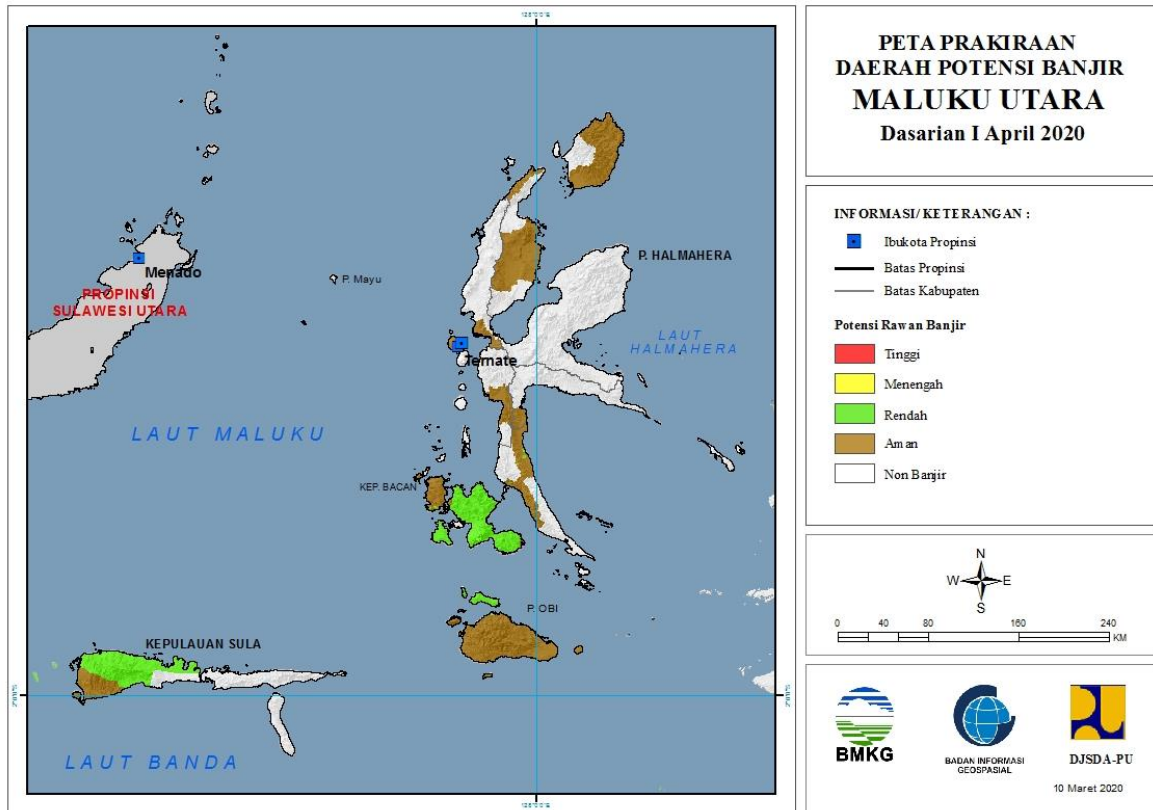 128°0'0"E
PETA PRAKIRAAN
DAERAH POTENSI BANJIR
MALUKU UTARA
Dasarian I April 2020
INFORMASI/ KETERANGAN :
Ibukota Propinsi
Batas Propinsi
Batas Kabupaten
Potensi Rawan Banjir
Tinggi
Menengah
Rendah
Aman
Non Banjir
N
W E
S
0 40 80 160 240
KM
BMKG
BADAN INFORMASI
GEOSPASIAL
DJSDA-PU
10 Maret 2020
P. HALMAHERA
Menado
P. Mayu
PROPINSI
SULAWESI UTARA
LAUT
HALMAHERA
Ternate
LAUT MALUKU
KEP. BACAN
P. OBI
KEPULAUAN SULA
LAUT BANDA